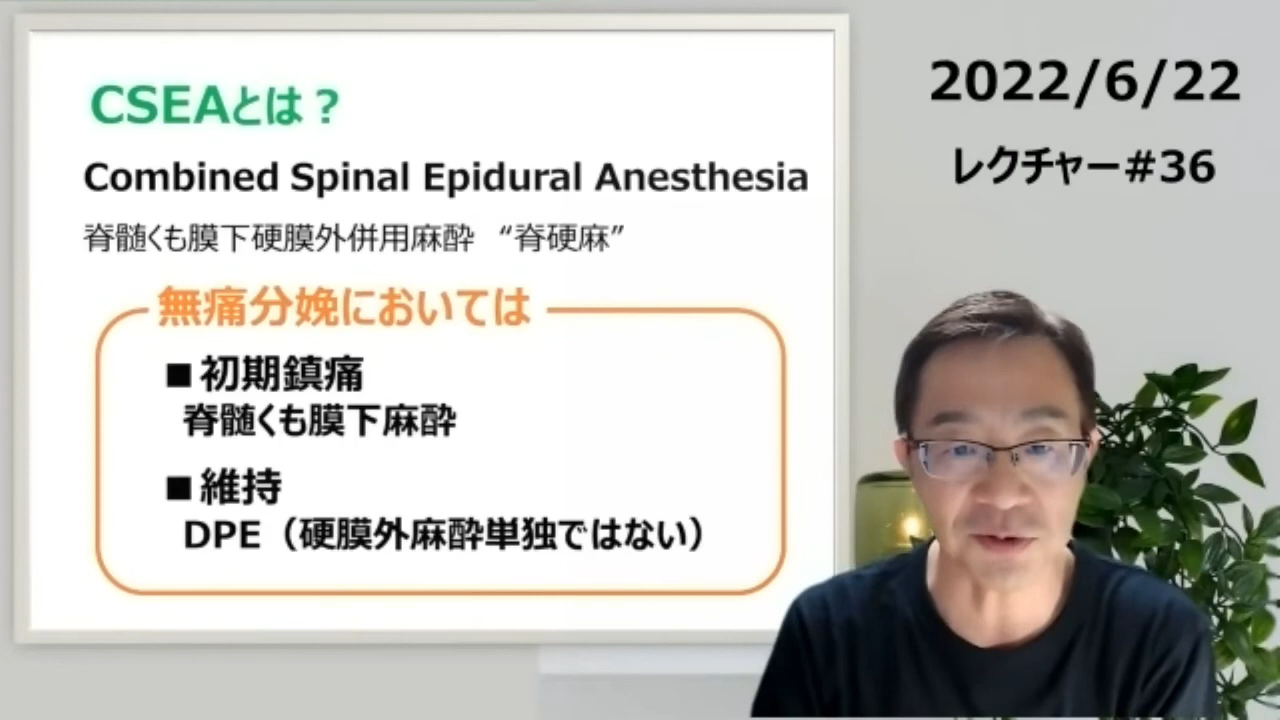 CSEAとは？
Combined Spinal Epidural Anesthesia
脊髄くも膜下硬膜外併用麻酔 “脊硬麻”
無痛分娩においては
■初期鎮痛
脊髄くも膜下麻酔
■維持
DPE（硬膜外麻酔単独ではない）
2022/6/22
レクチャー#36